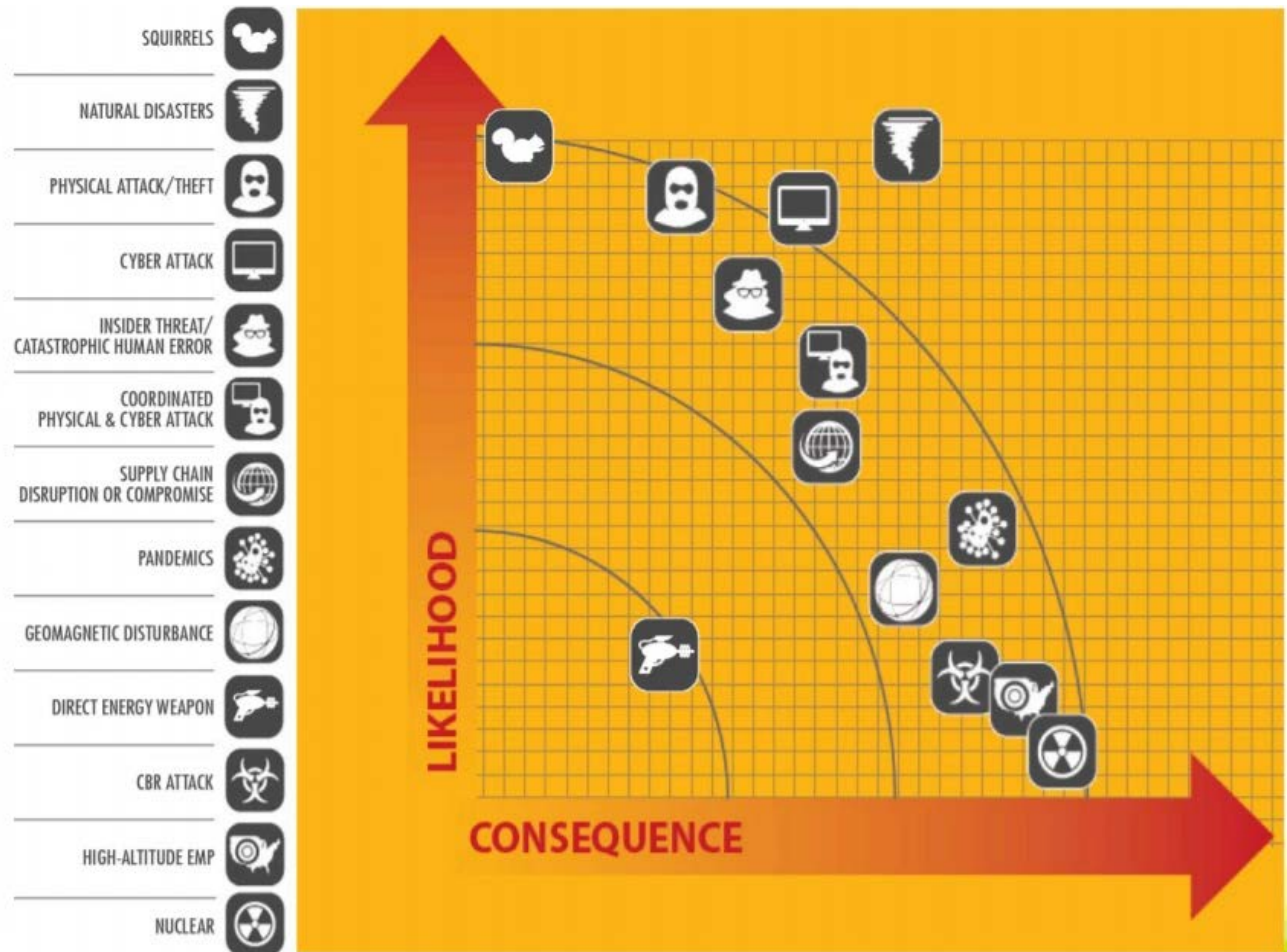 SQUIRRELS
NATURAL DISASTERS
PHYSICAL ATTACK/THEFT
CYBER ATTACK
INSIDER THREAT/
CATASTROPHIC HUMAN ERROR
COORDINATED
PHYSICAL & CYBER ATTACK
SUPPLY CHAIN
DISRUPTION OR COMPROMISE
PANDEMICS
GEOMAGNETIC DISTURBANCE
DIRECT ENERGY WEAPON
CBR ATTACK
HIGH-ALTITUDE EMP
NUCLEAR
LIKELIHOOD
CONSEQUENCE